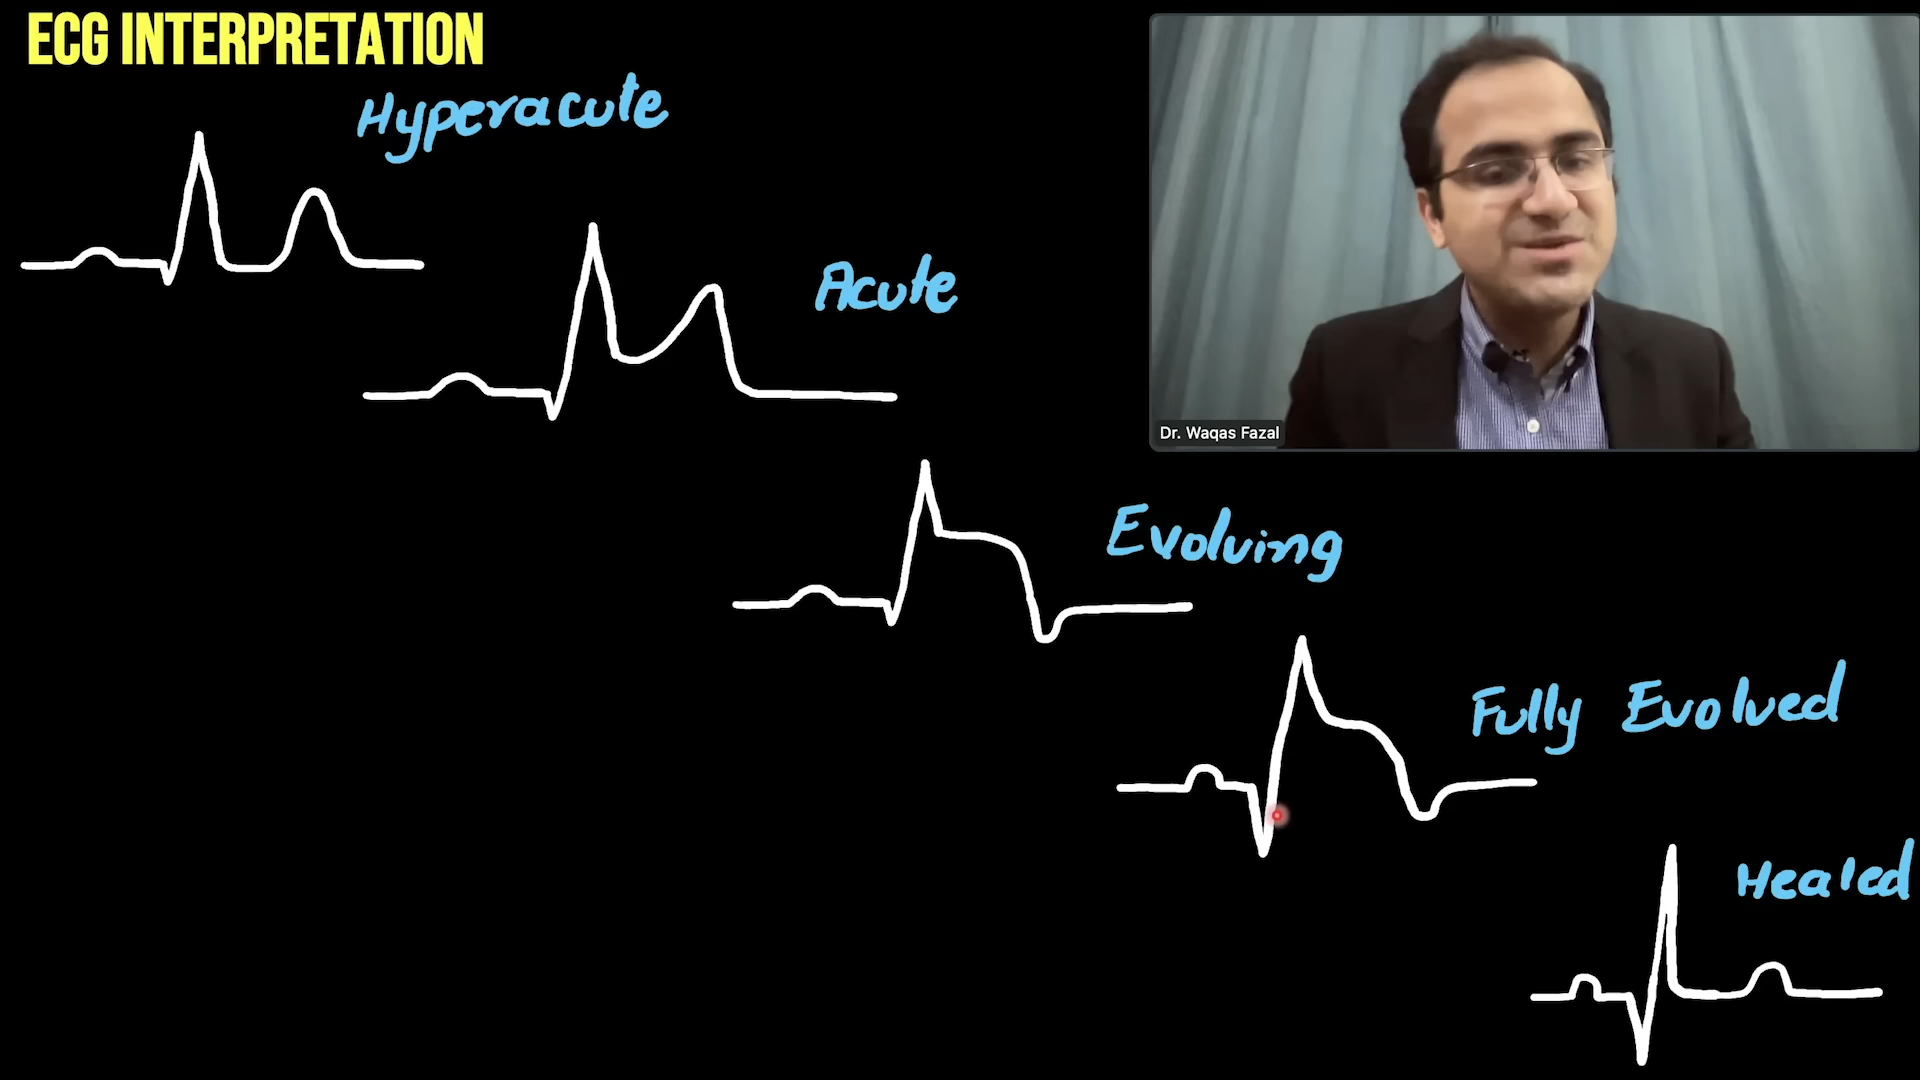 ECG INTERPRETATION
Hyperacute
Acute
Dr. Waqas Fazal
Evolving
Fully Evolved
Healed